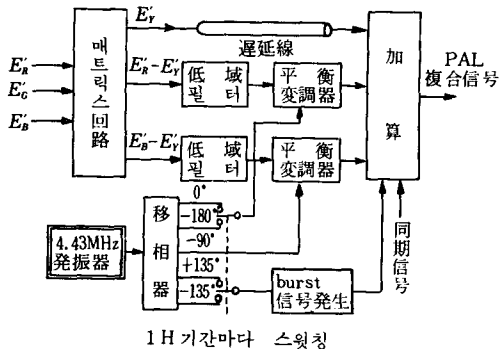 E'Y
遲延線
매트릭스回路
E'R
E'G
E'B
E'R−E'Y
低域
필터
平衡
変調器
加算
PAL
複合信号
E'B−E'Y
低域
필터
平衡
変調器
0°
−180°
−90°
+135°
−135°
移相器
4.43MHz
発振器
burst
信号発生
同期信号
1H기간마다 스윗칭